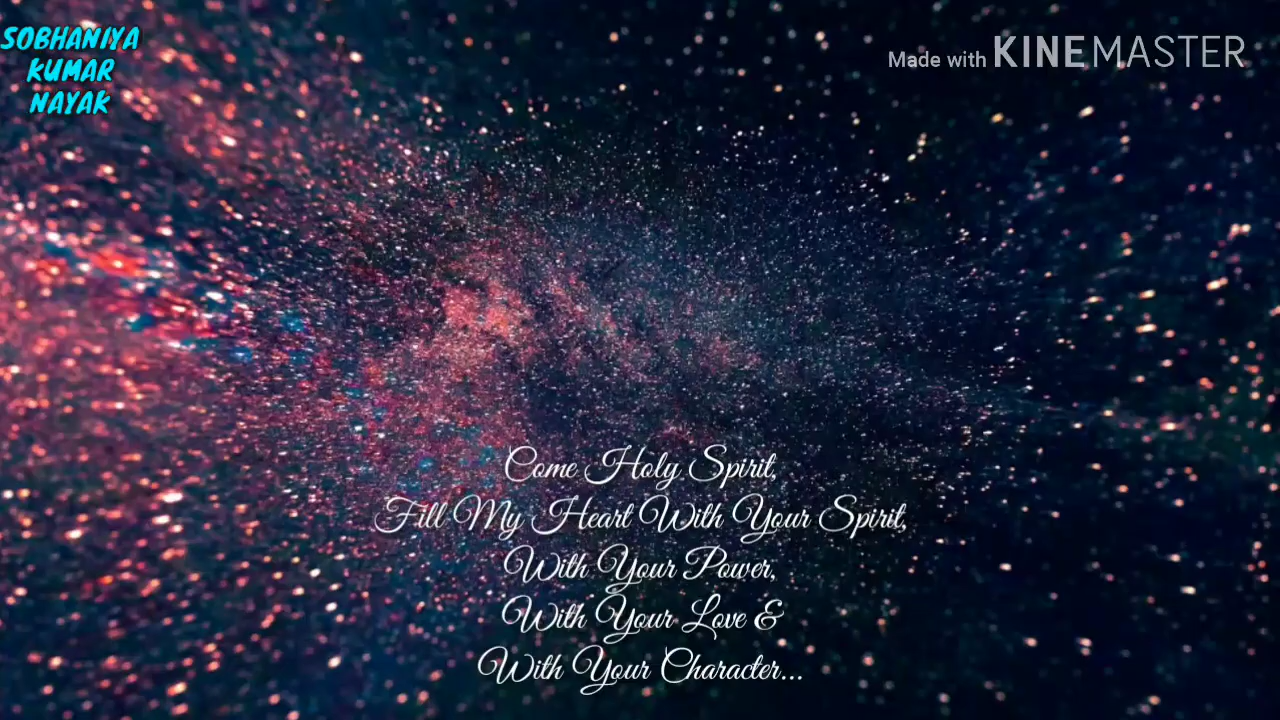 SOBHANIYA
KUMAR
NAYAK
Made with KINEMASTER
Come Holy Spirit,
Fill My Heart With Your Spirit,
With Your Power,
With Your Love &
With Your Character...